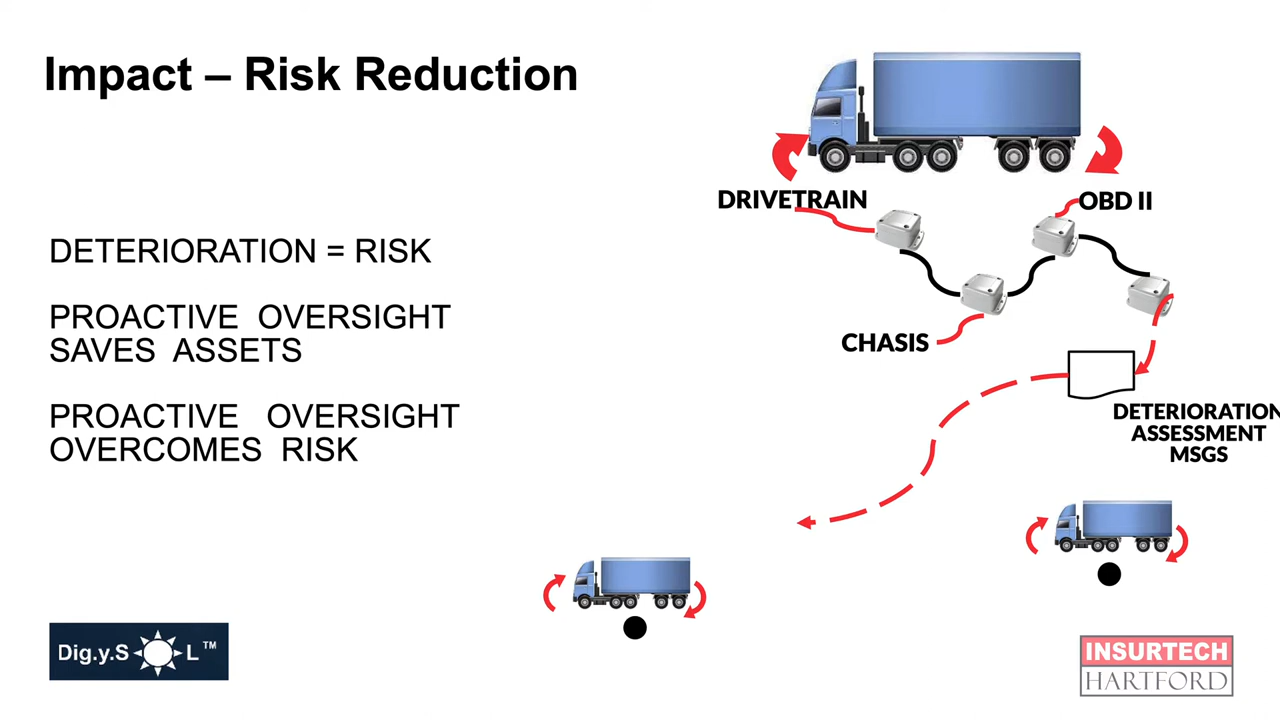 Impact – Risk Reduction
DETERIORATION = RISK
PROACTIVE OVERSIGHT
SAVES ASSETS
PROACTIVE OVERSIGHT
OVERCOMES RISK
DRIVETRAIN
OBD II
CHASIS
DETERIORATION
ASSESSMENT
MSGS
Dig.y.S L™
INSURTECH
HARTFORD